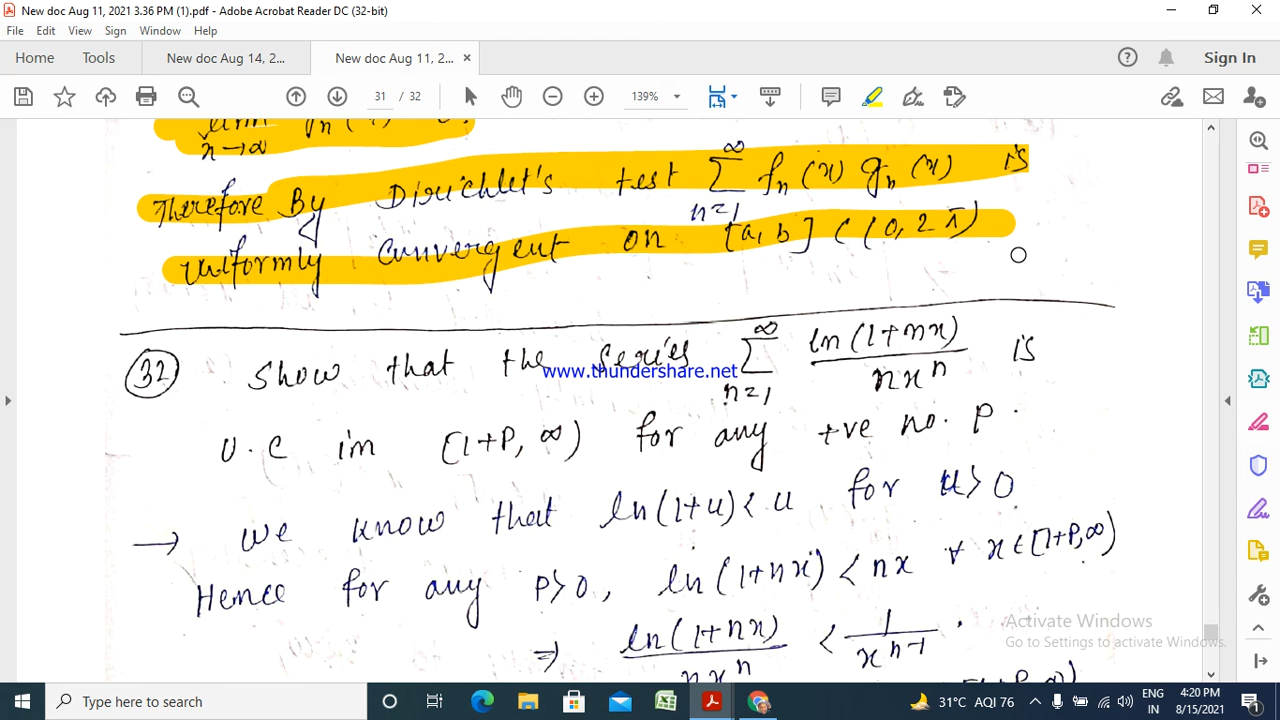 New doc Aug 11, 2021 3.36 PM (1).pdf - Adobe Acrobat Reader DC (32-bit)
File Edit View Sign Window Help
Home Tools New doc Aug 14, 2... New doc Aug 11, 2... × Sign In
31 / 32 139%
n→∞
Therefore By Dirichlet's test ∑_{n=1}^{∞} f_n(x) g_n(x) is
Uniformly Convergent on [a, b] ⊂ (0, 2π)
(32) Show that the series ∑_{n=1}^{∞} ln(1+nx)/(nx^n) is
www.thundershare.net
U.C in [1+P, ∞) for any +ve no. P.
→ We know that ln(1+u) < u for u > 0
Hence for any P>0, ln(1+nx) < nx ∀ x ∈ [1+P, ∞)
⇒ ln(1+nx)/(nx^n) < 1/x^{n-1}.
Activate Windows
Go to Settings to activate Windows.
Type here to search
31°C AQI 76 ENG IN 4:20 PM 8/15/2021